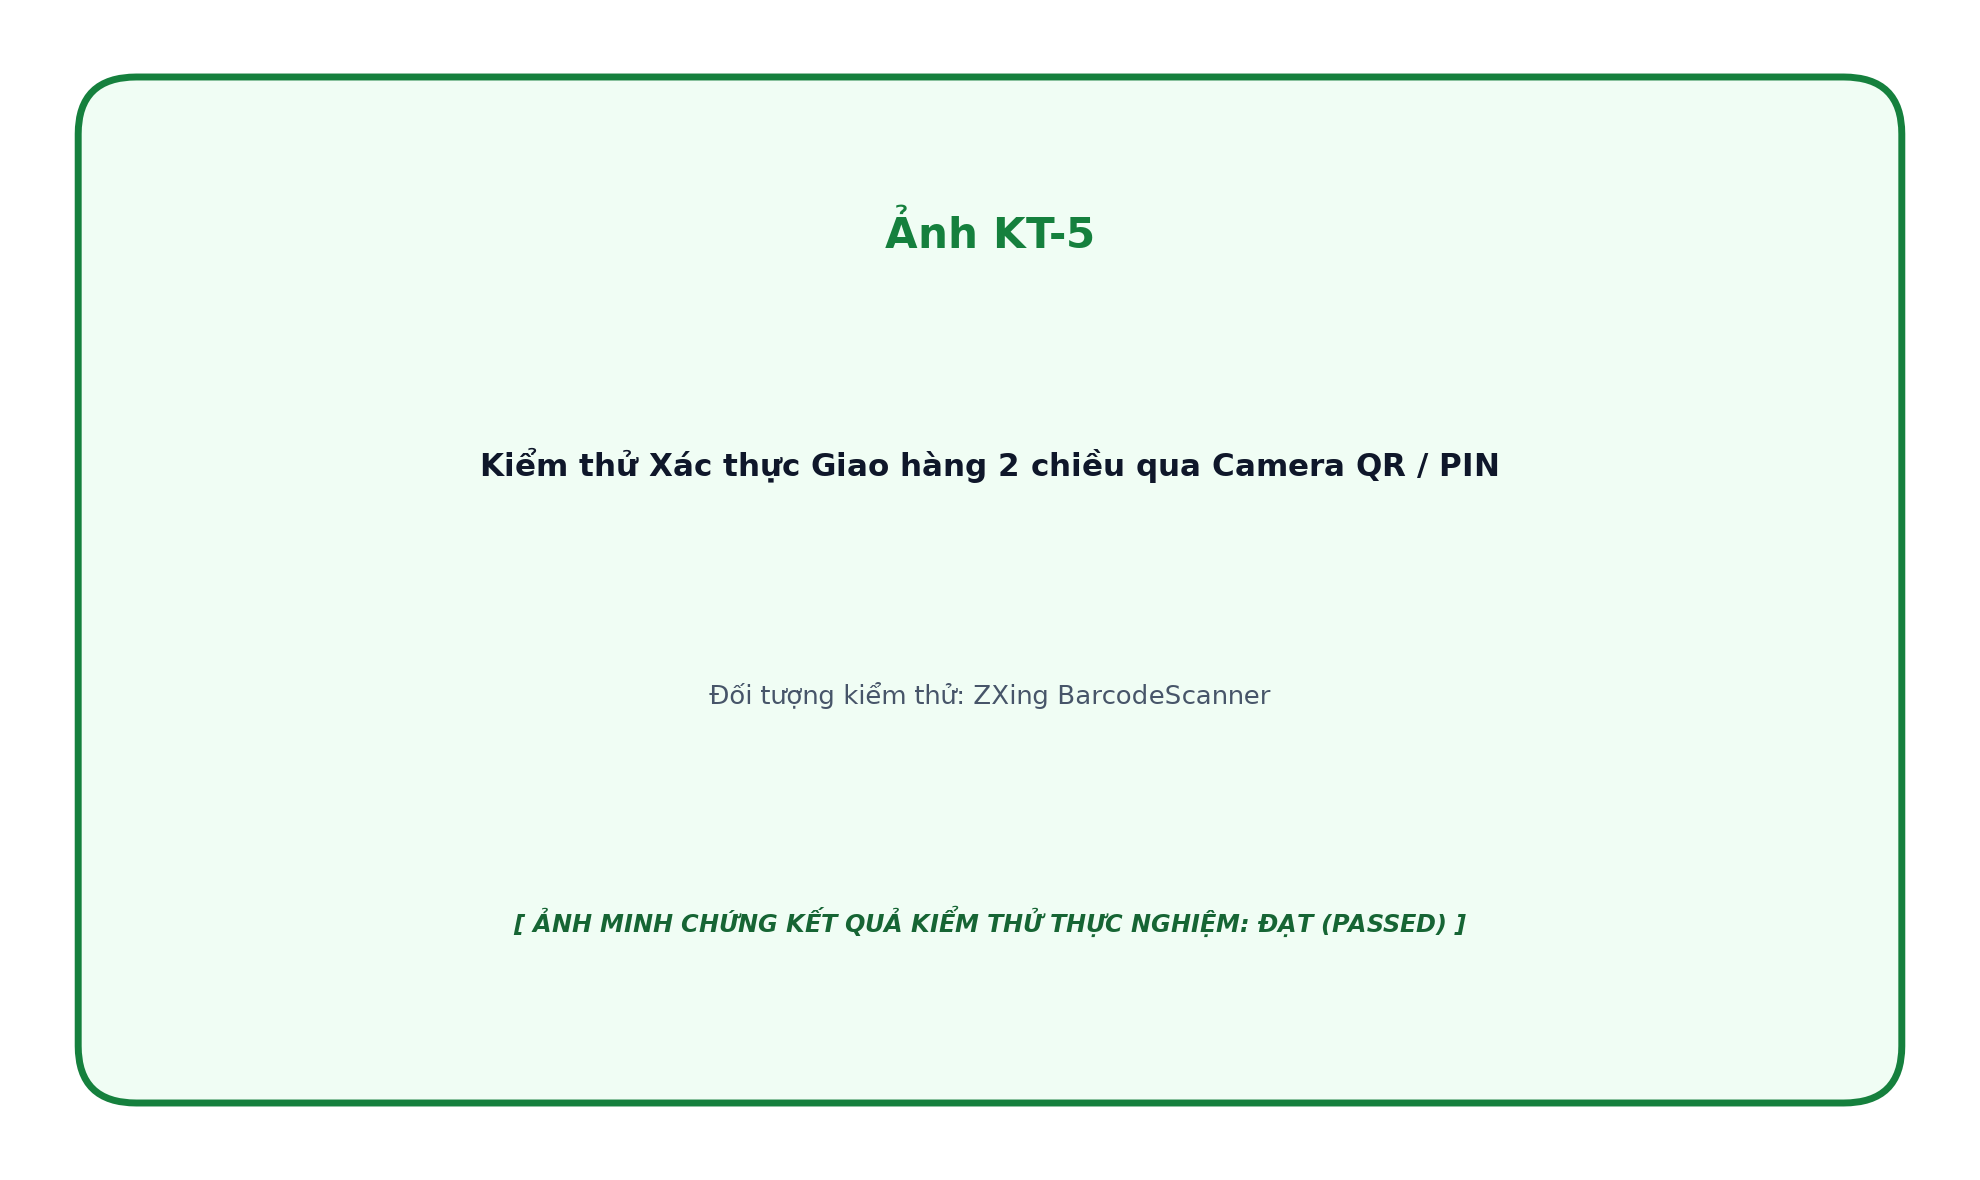 Ảnh KT-5
Kiểm thử Xác thực Giao hàng 2 chiều qua Camera QR / PIN
Đối tượng kiểm thử: ZXing BarcodeScanner
[ ẢNH MINH CHỨNG KẾT QUẢ KIỂM THỬ THỰC NGHIỆM: ĐẠT (PASSED) ]